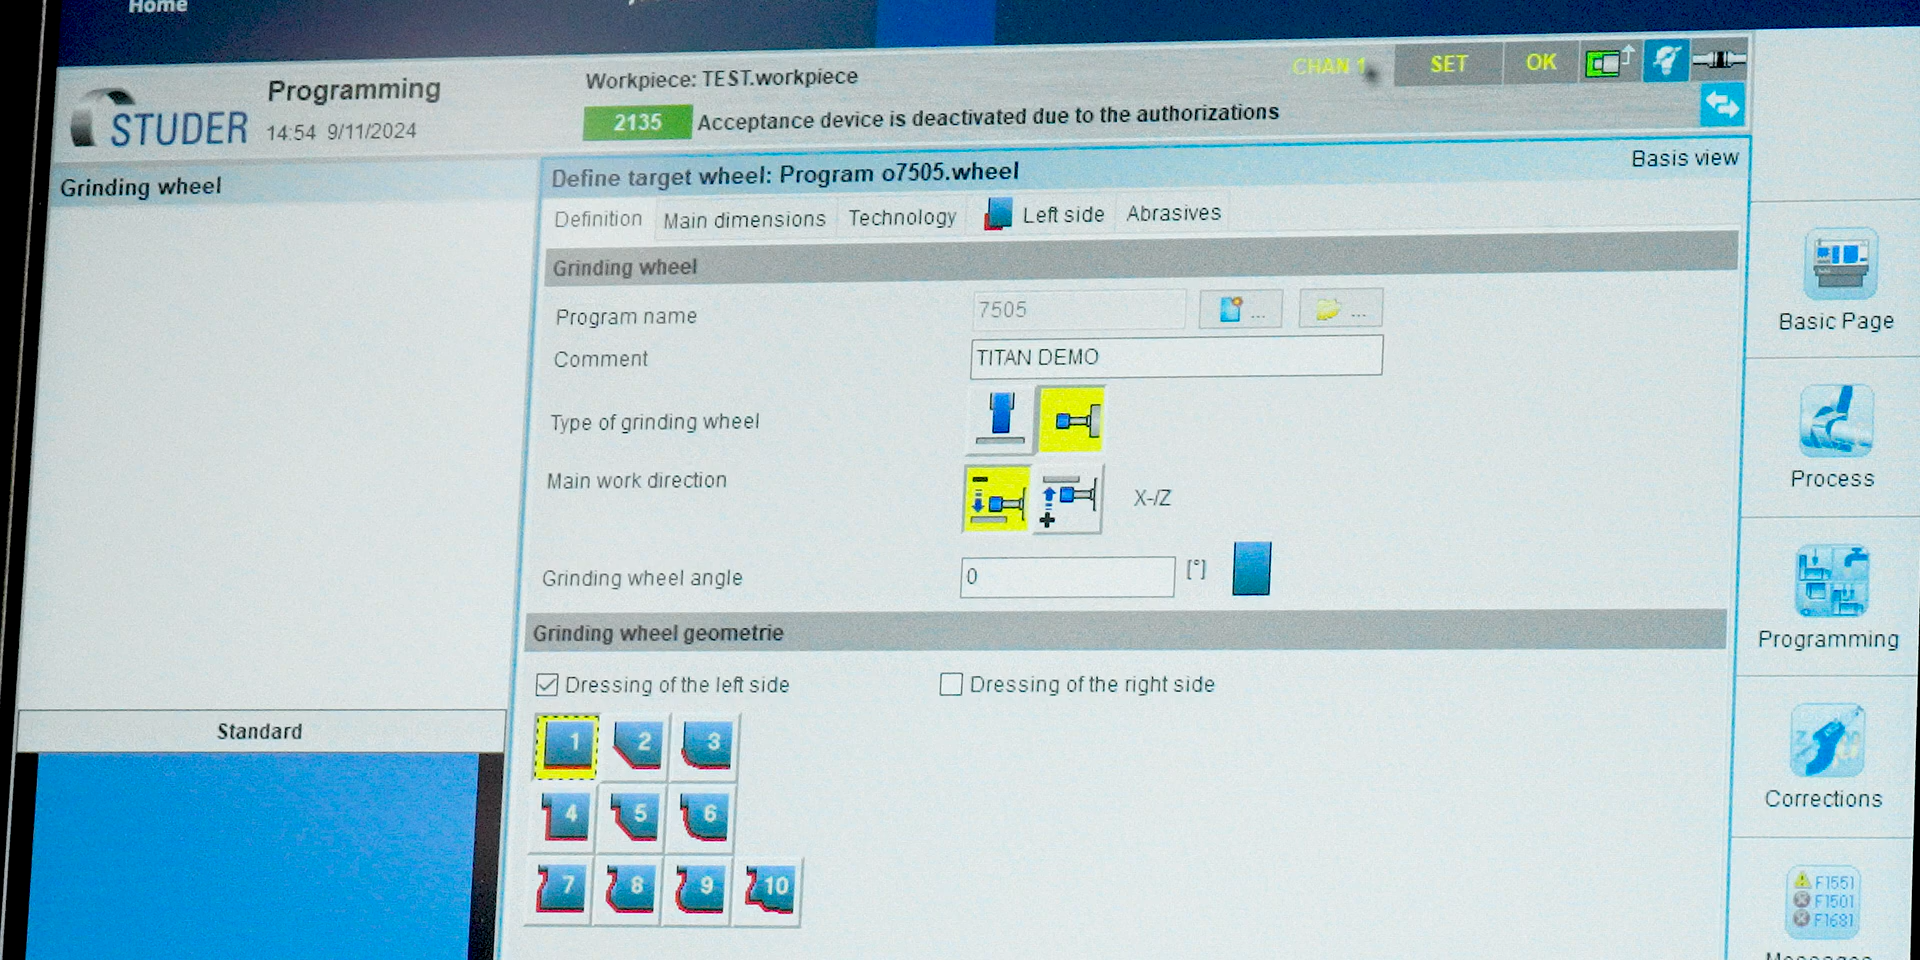 Home
STUDER
Programming
14:54 9/11/2024
Workpiece: TEST.workpiece
2135 Acceptance device is deactivated due to the authorizations
CHAN 1
SET
OK
Grinding wheel
Define target wheel: Program o7505.wheel
Basis view
Definition
Main dimensions
Technology
Left side
Abrasives
Grinding wheel
Program name
7505
...
...
Comment
TITAN DEMO
Type of grinding wheel
Main work direction
X-/Z
Grinding wheel angle
0
[°]
Grinding wheel geometrie
Dressing of the left side
Dressing of the right side
1 2 3
4 5 6
7 8 9 10
Standard
Basic Page
Process
Programming
Corrections
F1551
F1501
F1681